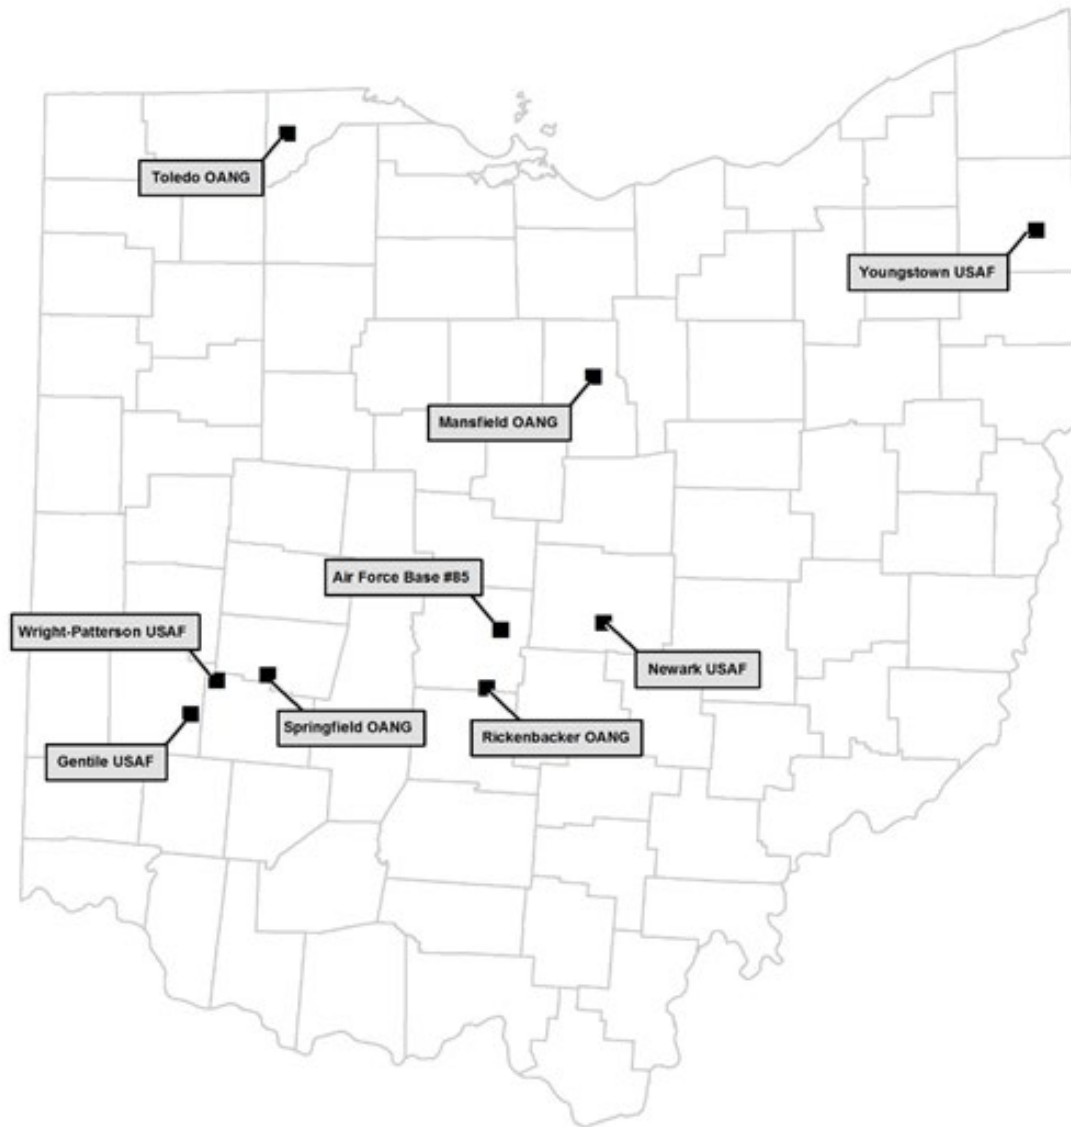 Toledo OANG
Youngstown USAF
Mansfield OANG
Air Force Base #85
Wright-Patterson USAF
Newark USAF
Springfield OANG
Rickenbacker OANG
Gentile USAF